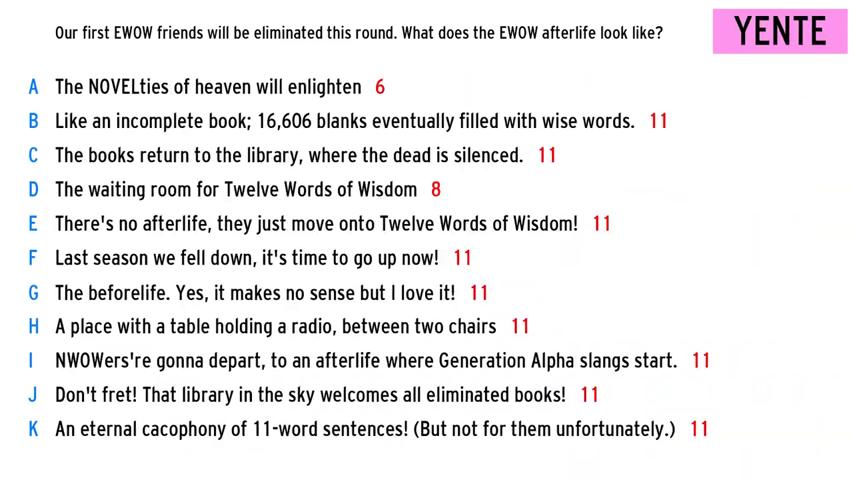 Our first EWOW friends will be eliminated this round. What does the EWOW afterlife look like?
YENTE
A The NOVELties of heaven will enlighten 6
B Like an incomplete book; 16,606 blanks eventually filled with wise words. 11
C The books return to the library, where the dead is silenced. 11
D The waiting room for Twelve Words of Wisdom 8
E There's no afterlife, they just move onto Twelve Words of Wisdom! 11
F Last season we fell down, it's time to go up now! 11
G The beforelife. Yes, it makes no sense but I love it! 11
H A place with a table holding a radio, between two chairs 11
I NWOWers're gonna depart, to an afterlife where Generation Alpha slangs start. 11
J Don't fret! That library in the sky welcomes all eliminated books! 11
K An eternal cacophony of 11-word sentences! (But not for them unfortunately.) 11